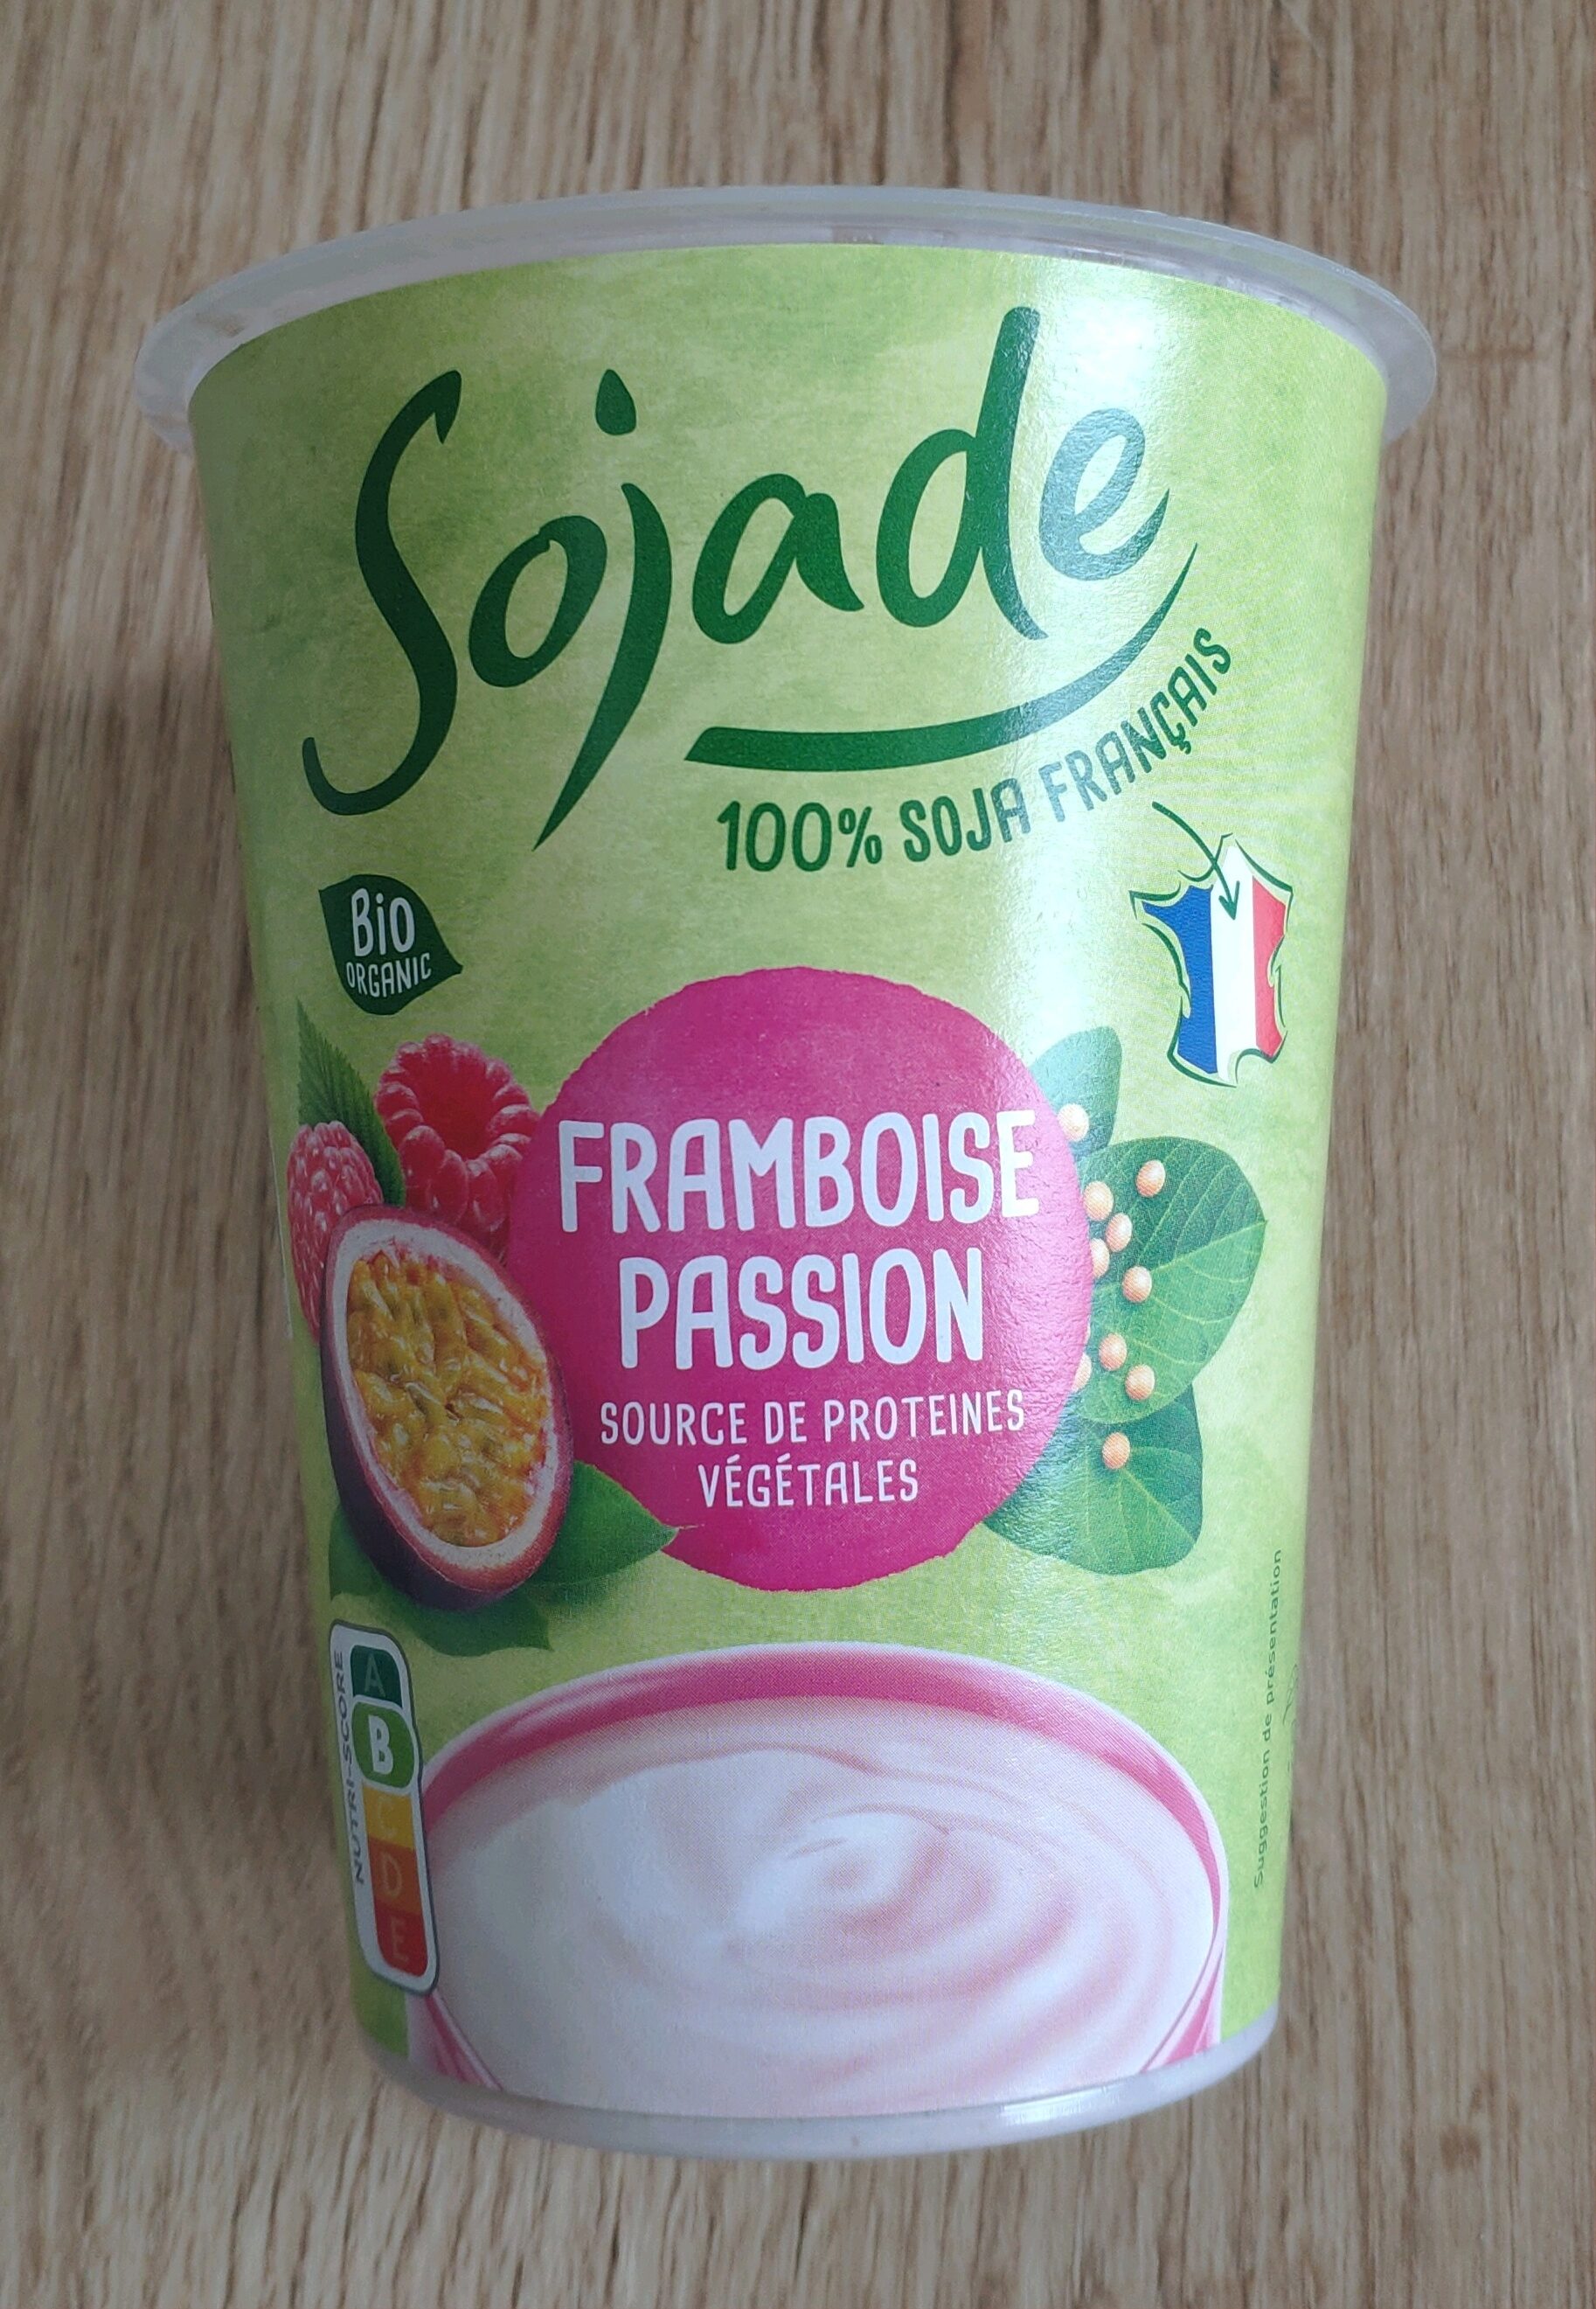 Sojade
100% SOJA FRANÇAIS
Bio
ORGANIC
FRAMBOISE
PASSION
SOURCE DE PROTEINES
VÉGÉTALES
NUTRI-SCORE
A
B
C
D
E
Suggestion de présentation